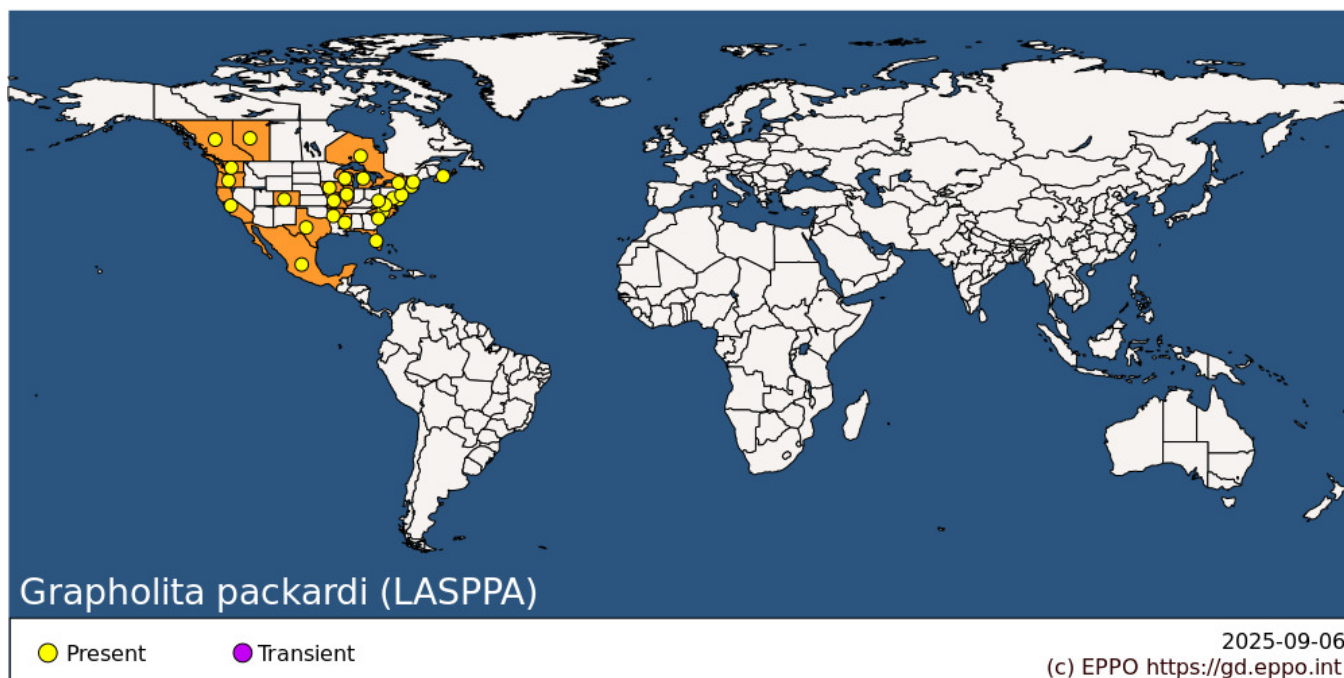 Grapholita packardi (LASPPA)
Present
Transient
2025-09-06
(c) EPPO https://gd.eppo.int